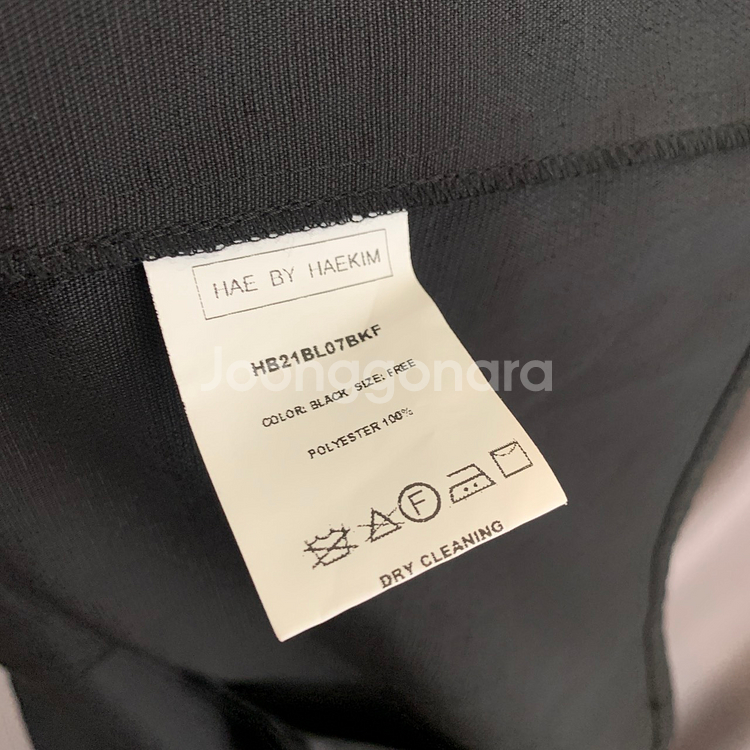 HAE BY HAEKIM
HB21BL07BKF
Joonggonara
COLOR: BLACK SIZE: FREE
POLYESTER 100%
F
DRY CLEANING